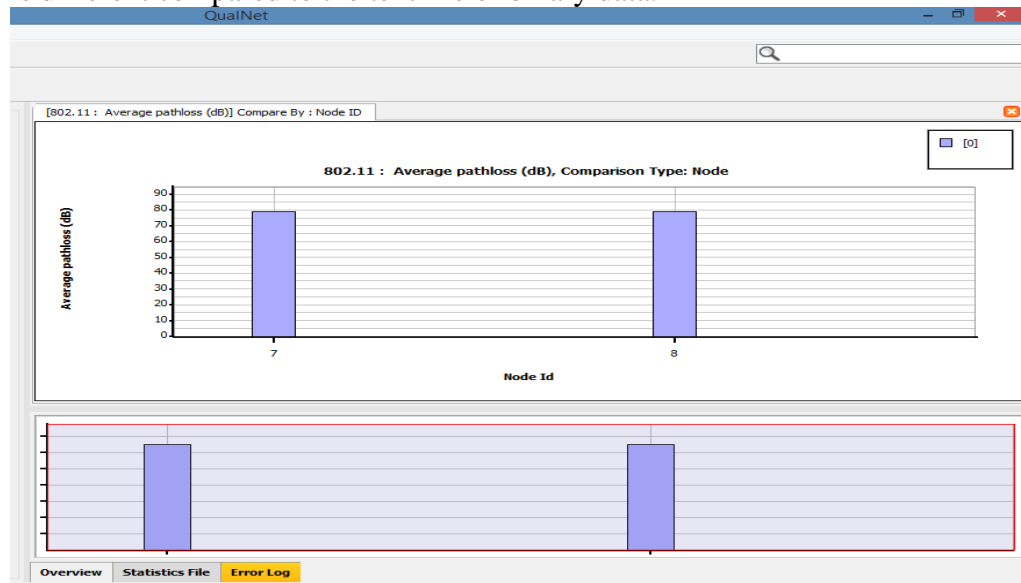 QualNet
[802.11 : Average pathloss (dB)] Compare By : Node ID
[0]
802.11 : Average pathloss (dB), Comparison Type: Node
Average pathloss (dB)
90
80
70
60
50
40
30
20
10
0
7
8
Node Id
Overview
Statistics File
Error Log